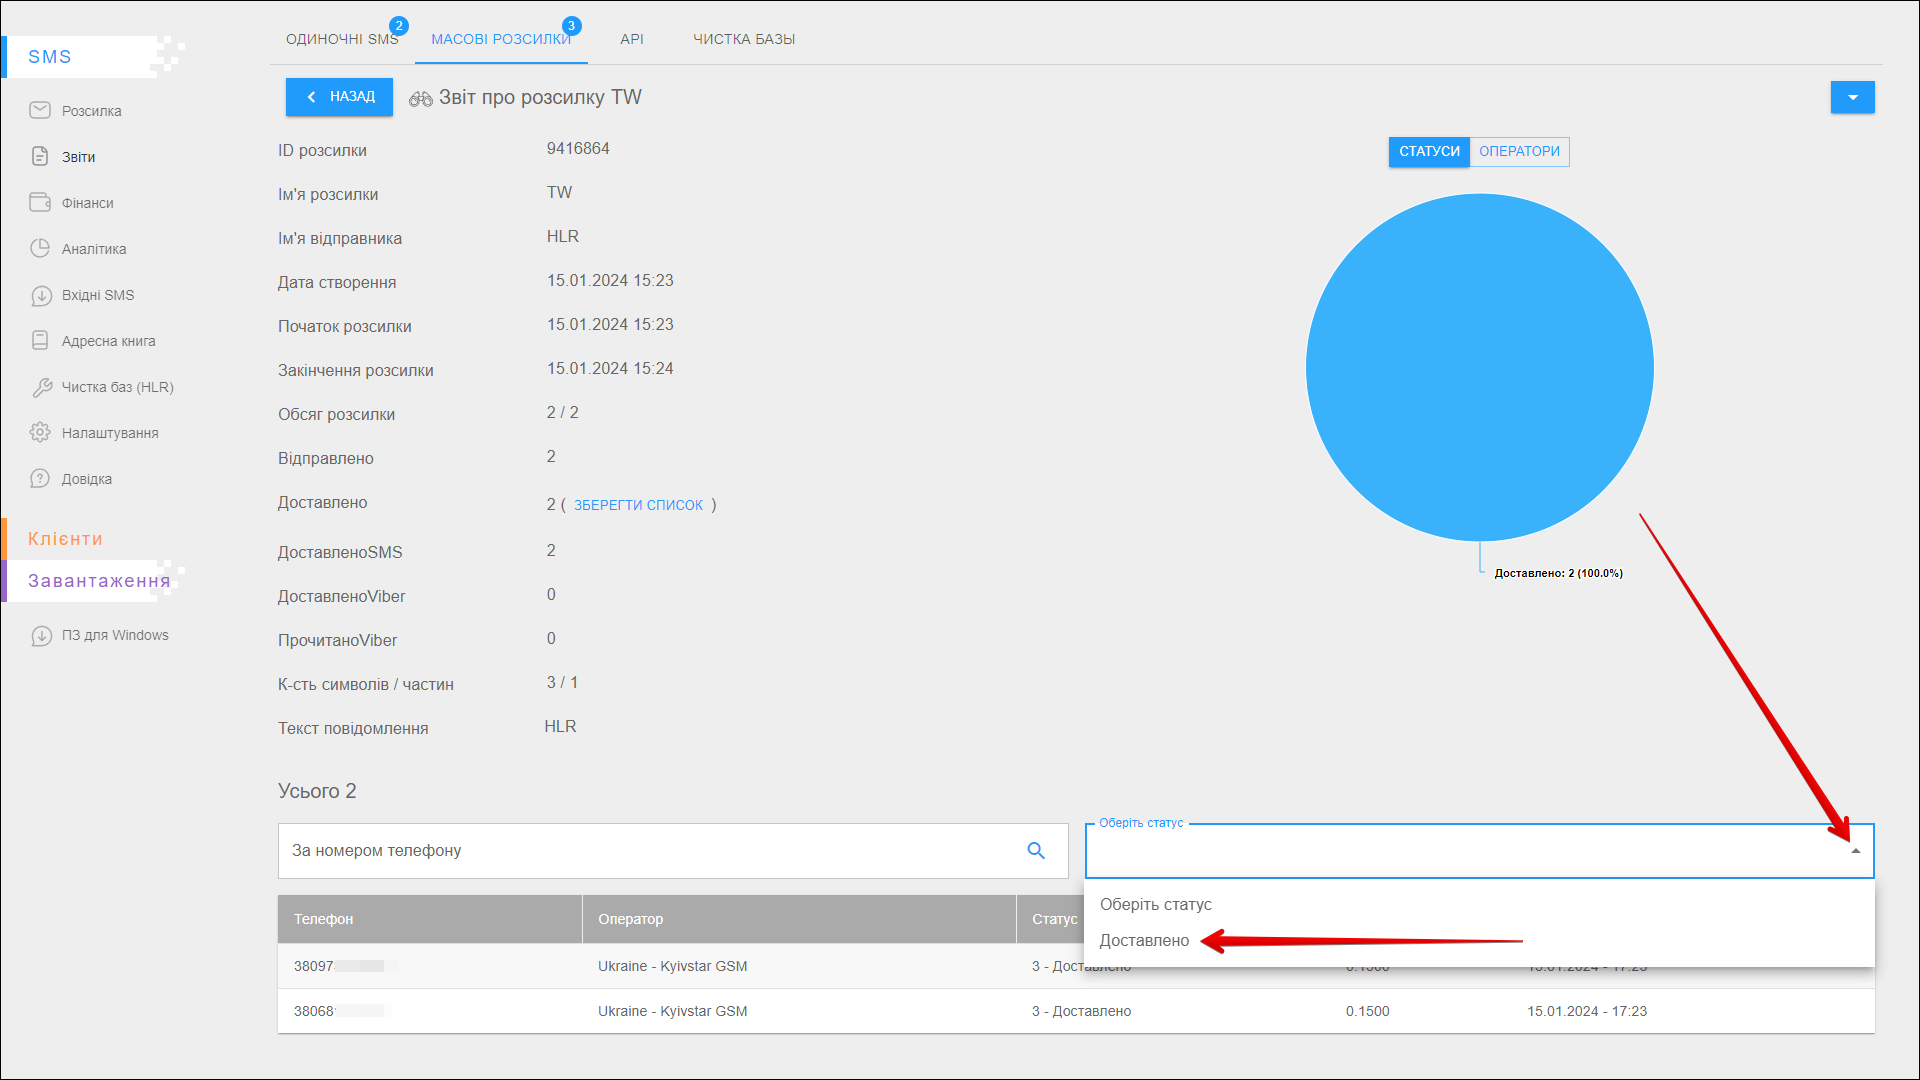 SMS
Розсилка
Звіти
Фінанси
Аналітика
Вхідні SMS
Адресна книга
Чистка баз (HLR)
Налаштування
Довідка
Клієнти
Завантаження
ПЗ для Windows
ОДИНОЧНІ SMS 2
МАСОВІ РОЗСИЛКИ 3
API
ЧИСТКА БАЗЫ
НАЗАД
Звіт про розсилку TW
ID розсилки 9416864
Ім'я розсилки TW
Ім'я відправника HLR
Дата створення 15.01.2024 15:23
Початок розсилки 15.01.2024 15:23
Закінчення розсилки 15.01.2024 15:24
Обсяг розсилки 2 / 2
Відправлено 2
Доставлено 2 ( ЗБЕРЕГТИ СПИСОК )
ДоставленоSMS 2
ДоставленоViber 0
ПрочитаноViber 0
К-сть символів / частин 3 / 1
Текст повідомлення HLR
СТАТУСИ ОПЕРАТОРИ
Доставлено: 2 (100.0%)
Усього 2
За номером телефону
Оберіть статус
Оберіть статус
Доставлено
Телефон Оператор Статус
38097 Ukraine - Kyivstar GSM 3 - Доставлено 0.1500 15.01.2024 - 17:23
38068 Ukraine - Kyivstar GSM 3 - Доставлено 0.1500 15.01.2024 - 17:23